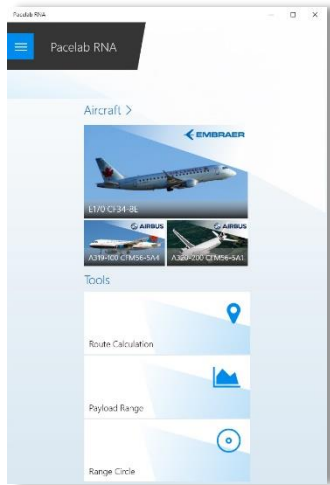 Pacelab RNA
Pacelab RNA
Aircraft >
EMBRAER
E170 CF34-8E
AIRBUS
AIRBUS
A319-100 CFM56-5A4
A320-200 CFM56-5A1
Tools
Route Calculation
Payload Range
Range Circle